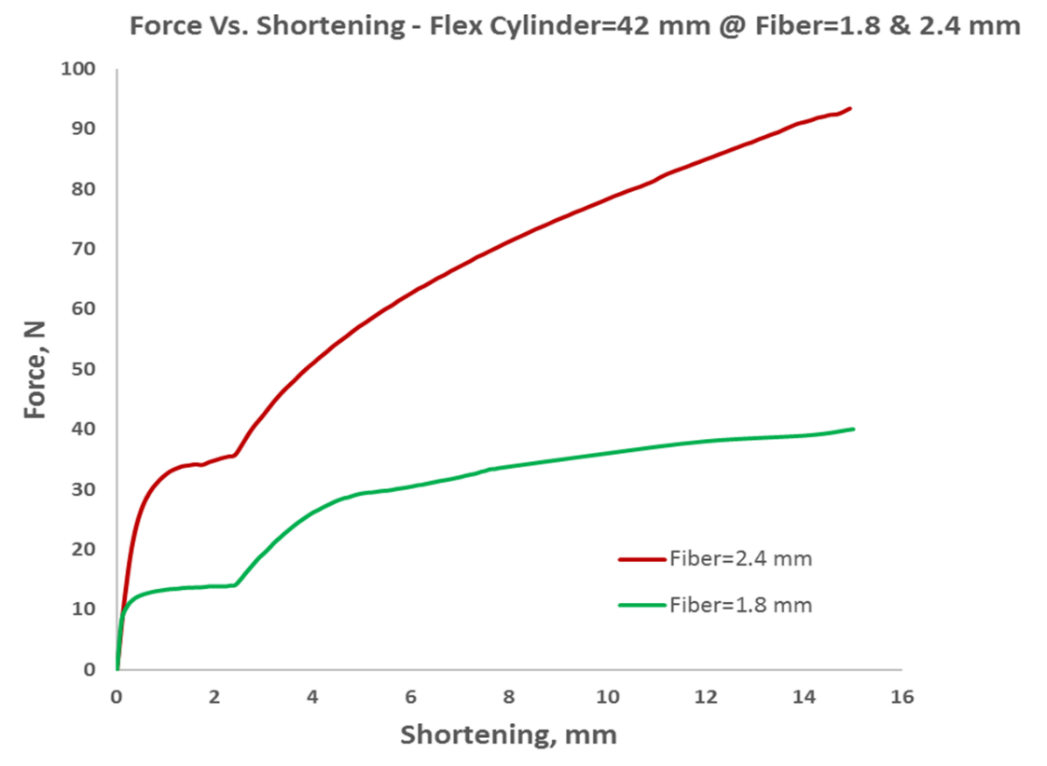 Force Vs. Shortening - Flex Cylinder=42 mm @ Fiber=1.8 & 2.4 mm
100
90
80
70
60
50
40
30
20
10
0
Force, N
0 2 4 6 8 10 12 14 16
Shortening, mm
Fiber=2.4 mm
Fiber=1.8 mm